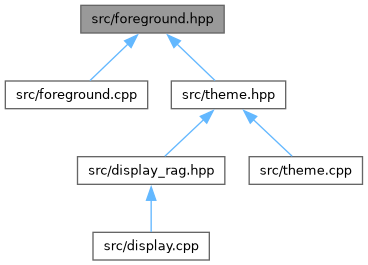 src/foreground.hpp
src/foreground.cpp
src/theme.hpp
src/display_rag.hpp
src/theme.cpp
src/display.cpp